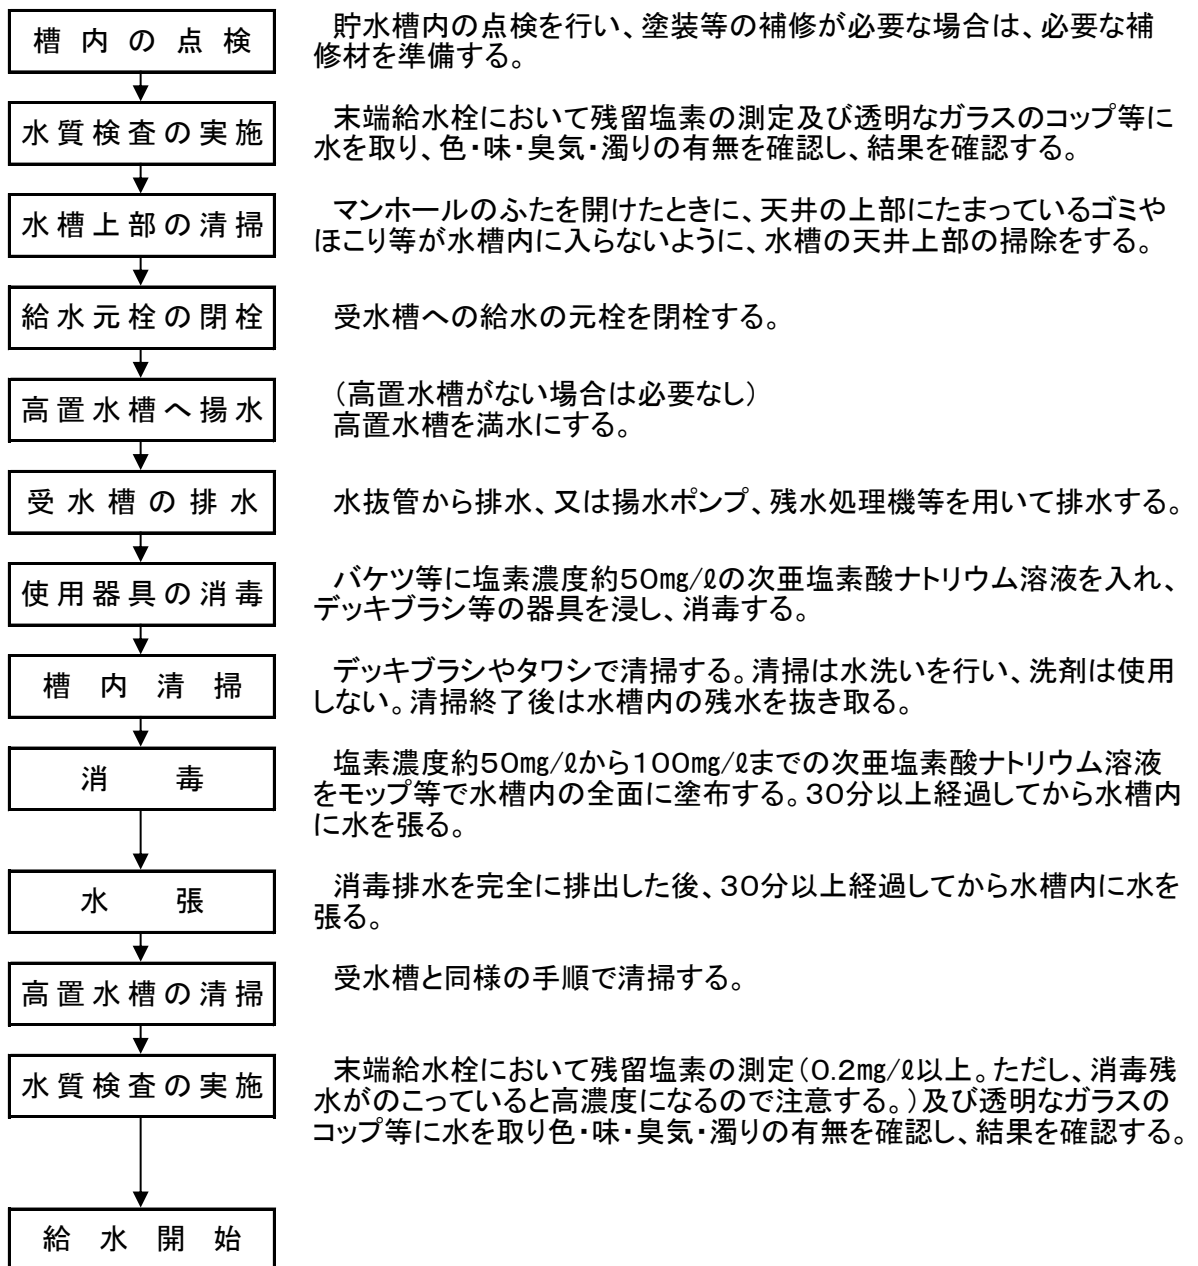 槽内の点検
貯水槽内の点検を行い、塗装等の補修が必要な場合は、必要な補
修材を準備する。
水質検査の実施
末端給水栓において残留塩素の測定及び透明なガラスのコップ等に
水を取り、色・味・臭気・濁りの有無を確認し、結果を確認する。
水槽上部の清掃
マンホールのふたを開けたときに、天井の上部にたまっているゴミや
ほこり等が水槽内に入らないように、水槽の天井上部の掃除をする。
給水元栓の閉栓
受水槽への給水の元栓を閉栓する。
高置水槽へ揚水
(高置水槽がない場合は必要なし)
高置水槽を満水にする。
受水槽の排水
水抜管から排水、又は揚水ポンプ、残水処理機等を用いて排水する。
使用器具の消毒
バケツ等に塩素濃度約50mg/ℓの次亜塩素酸ナトリウム溶液を入れ、
デッキブラシ等の器具を浸し、消毒する。
槽内清掃
デッキブラシやタワシで清掃する。清掃は水洗いを行い、洗剤は使用
しない。清掃終了後は水槽内の残水を抜き取る。
消毒
塩素濃度約50mg/ℓから100mg/ℓまでの次亜塩素酸ナトリウム溶液
をモップ等で水槽内の全面に塗布する。30分以上経過してから水槽内
に水を張る。
水張
消毒排水を完全に排出した後、30分以上経過してから水槽内に水を
張る。
高置水槽の清掃
受水槽と同様の手順で清掃する。
水質検査の実施
末端給水栓において残留塩素の測定(0.2mg/ℓ以上。ただし、消毒残
水がのこっていると高濃度になるので注意する。)及び透明なガラスの
コップ等に水を取り色・味・臭気・濁りの有無を確認し、結果を確認する。
給水開始